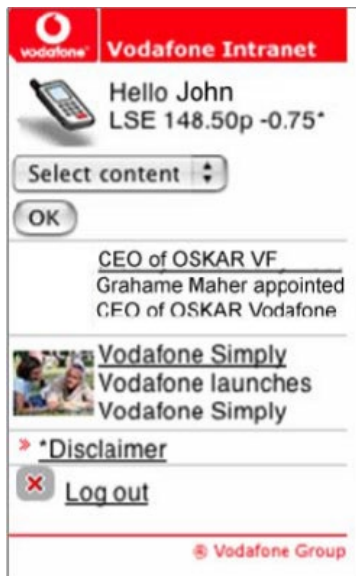 vodafone
Vodafone Intranet
Hello John
LSE 148.50p -0.75*
Select content
OK
CEO of OSKAR VF
Grahame Maher appointed
CEO of OSKAR Vodafone
Vodafone Simply
Vodafone launches
Vodafone Simply
» *Disclaimer
Log out
® Vodafone Group